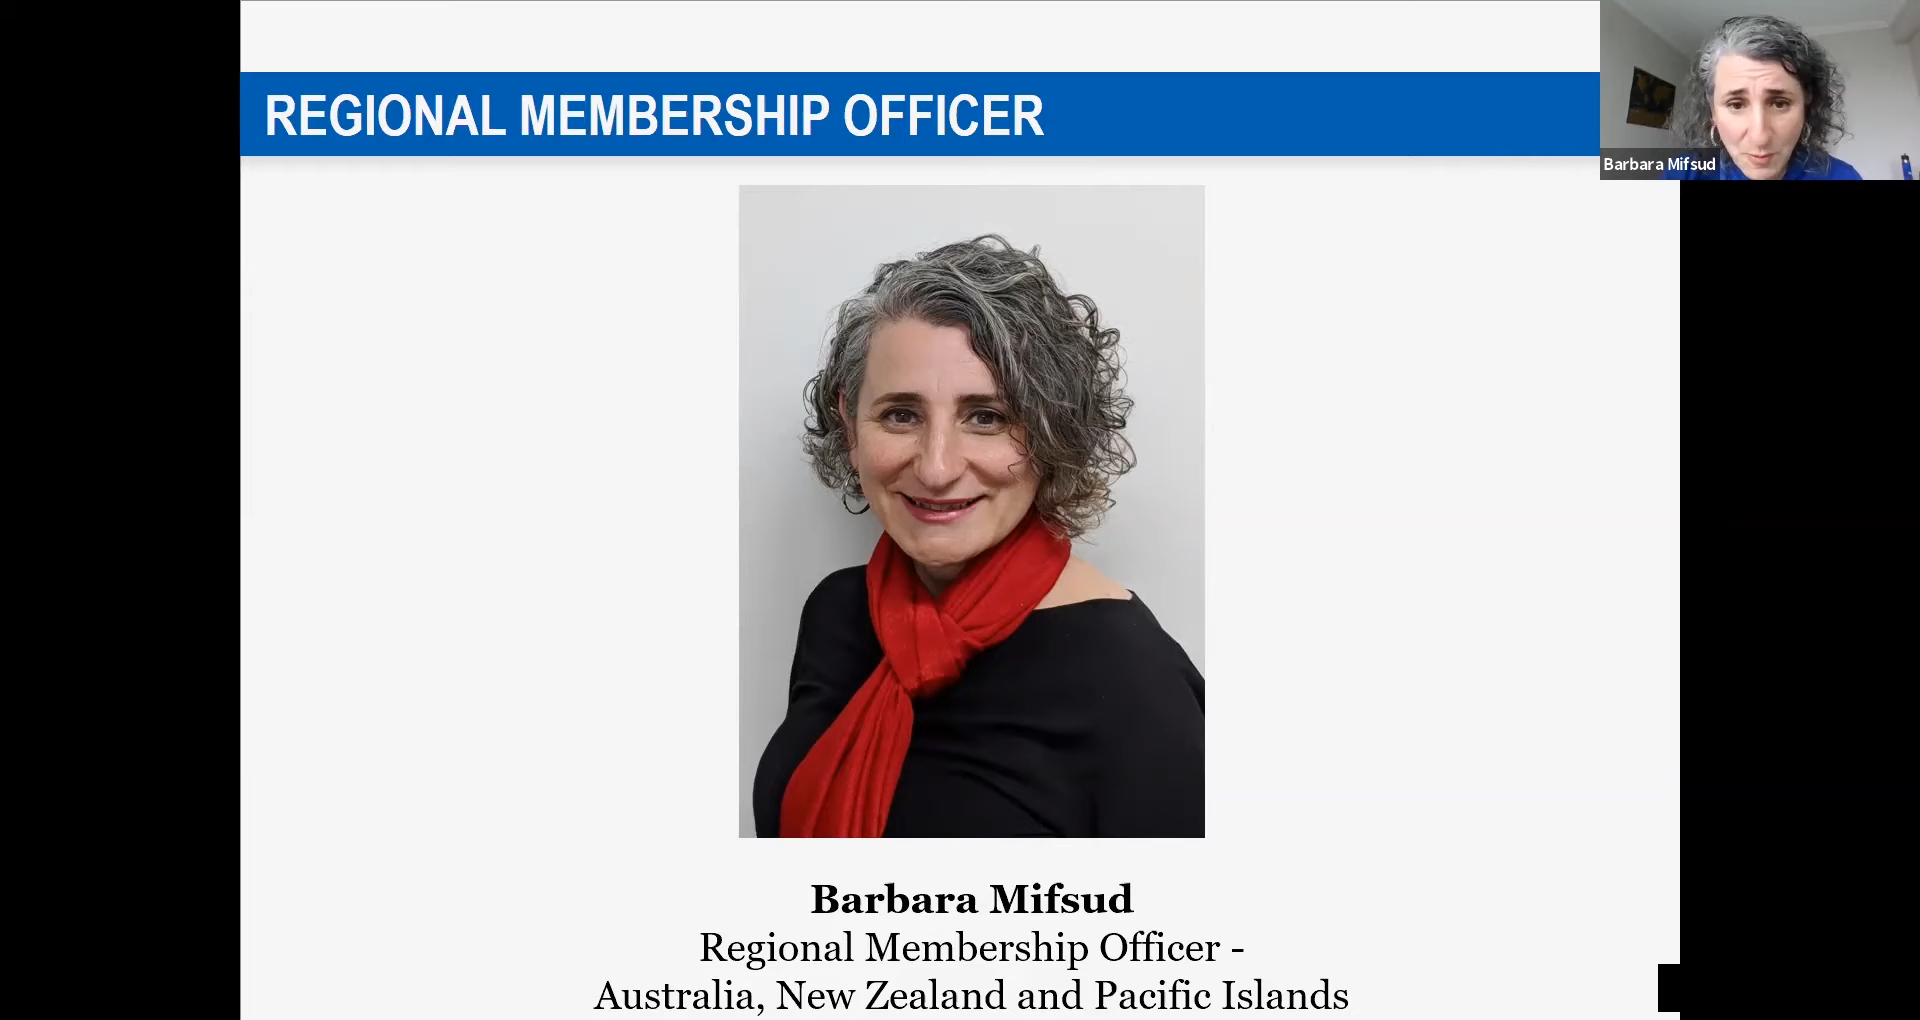 REGIONAL MEMBERSHIP OFFICER
Barbara Mifsud
Barbara Mifsud
Regional Membership Officer -
Australia, New Zealand and Pacific Islands